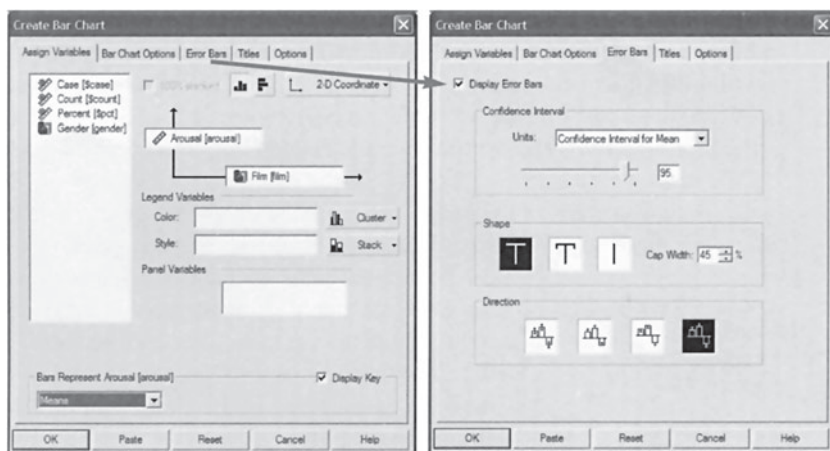 Create Bar Chart
Assign Variables | Bar Chart Options | Error Bars | Titles | Options
Case [$case]
Count [$count]
Percent [$pct]
Gender [gender]
100% stacked
2-D Coordinate
Arousal [arousal]
Film [film]
Legend Variables
Color:
Cluster
Style:
Stack
Panel Variables
Bars Represent Arousal [arousal]
Display Key
Means
OK
Paste
Reset
Cancel
Help
Create Bar Chart
Assign Variables | Bar Chart Options | Error Bars | Titles | Options
Display Error Bars
Confidence Interval
Units: Confidence Interval for Mean
95.
Shape
Cap Width: 45 %
Direction
OK
Paste
Reset
Cancel
Help